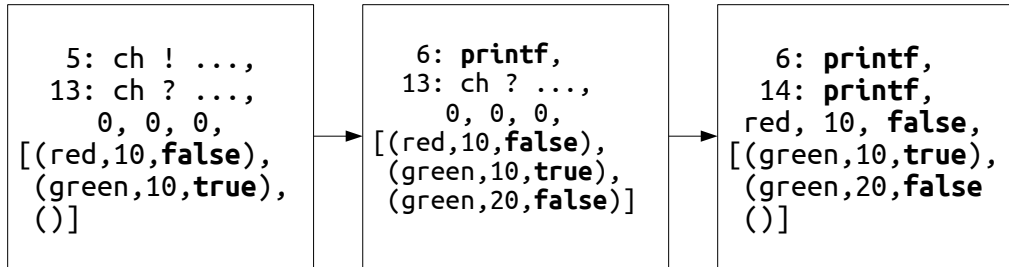 5: ch ! ...,
13: ch ? ...,
0, 0, 0,
[(red,10,false),
(green,10,true),
()]
6: printf,
13: ch ? ...,
0, 0, 0,
[(red,10,false),
(green,10,true),
(green,20,false)]
6: printf,
14: printf,
red, 10, false,
[(green,10,true),
(green,20,false
()]